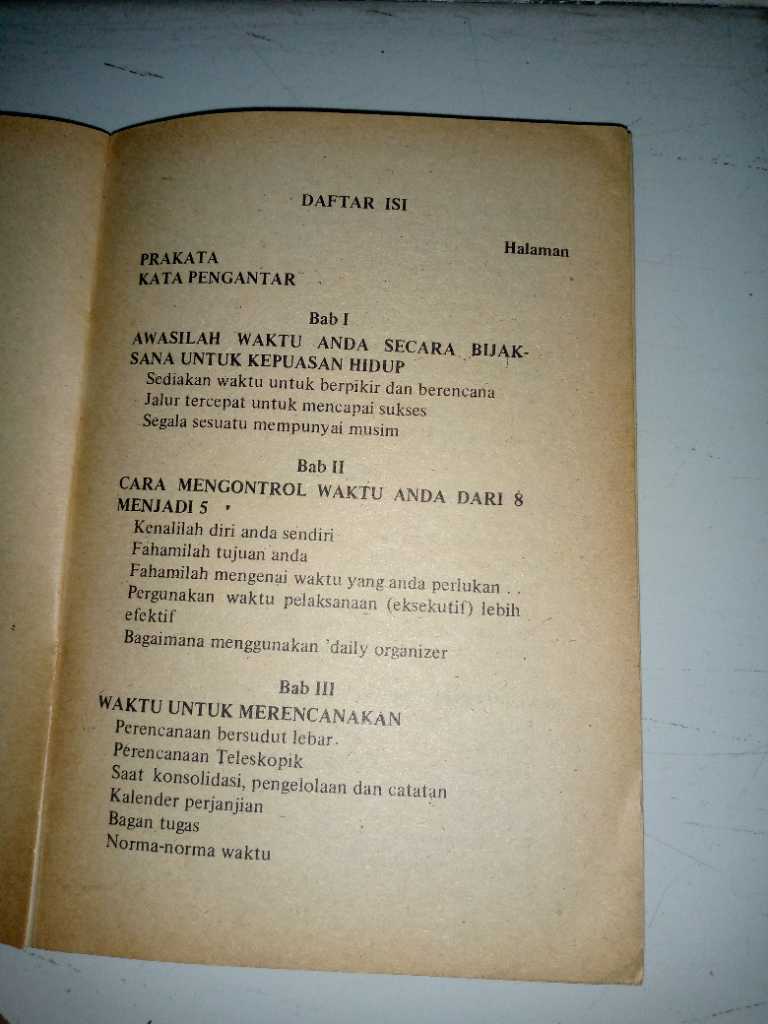 DAFTAR ISI
Halaman
PRAKATA
KATA PENGANTAR
Bab I
AWASILAH WAKTU ANDA SECARA BIJAK-
SANA UNTUK KEPUASAN HIDUP
Sediakan waktu untuk berpikir dan berencana
Jalur tercepat untuk mencapai sukses
Segala sesuatu mempunyai musim
Bab II
CARA MENGONTROL WAKTU ANDA DARI 8
MENJADI 5
Kenalilah diri anda sendiri
Fahamilah tujuan anda
Fahamilah mengenai waktu yang anda perlukan . .
Pergunakan waktu pelaksanaan (eksekutif) lebih
efektif
Bagaimana menggunakan 'daily organizer
Bab III
WAKTU UNTUK MERENCANAKAN
Perencanaan bersudut lebar.
Perencanaan Teleskopik
Saat konsolidasi, pengelolaan dan catatan
Kalender perjanjian
Bagan tugas
Norma-norma waktu